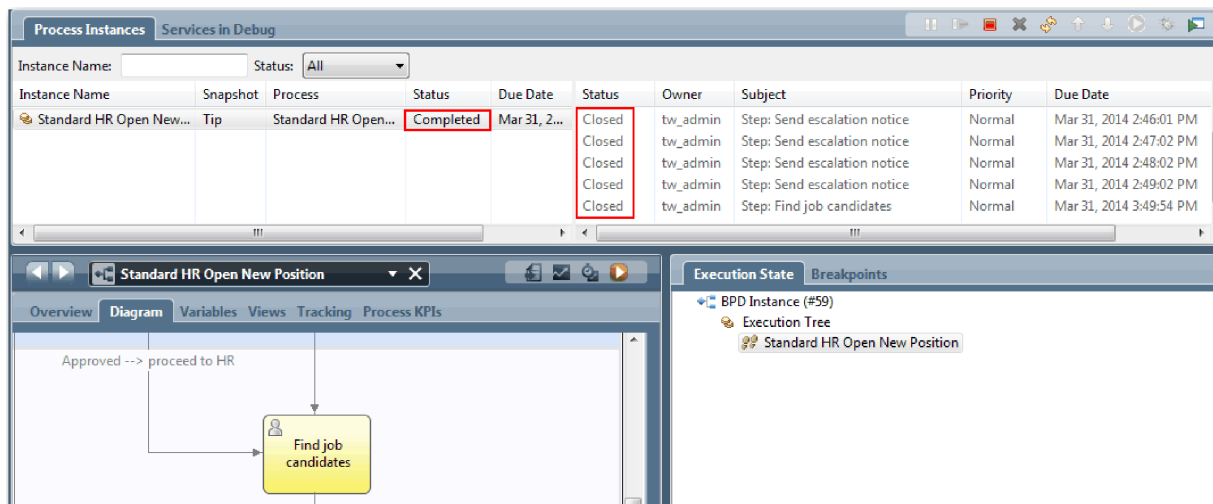 Process Instances Services in Debug
Instance Name: Status: All
Instance Name Snapshot Process Status Due Date Status Owner Subject Priority Due Date
Standard HR Open New... Tip Standard HR Open... Completed Mar 31, 2... Closed tw_admin Step: Send escalation notice Normal Mar 31, 2014 2:46:01 PM
Closed tw_admin Step: Send escalation notice Normal Mar 31, 2014 2:47:02 PM
Closed tw_admin Step: Send escalation notice Normal Mar 31, 2014 2:48:02 PM
Closed tw_admin Step: Send escalation notice Normal Mar 31, 2014 2:49:02 PM
Closed tw_admin Step: Find job candidates Normal Mar 31, 2014 3:49:54 PM
Standard HR Open New Position
Overview Diagram Variables Views Tracking Process KPIs
Approved --> proceed to HR
Find job
candidates
Execution State Breakpoints
BPD Instance (#59)
Execution Tree
Standard HR Open New Position